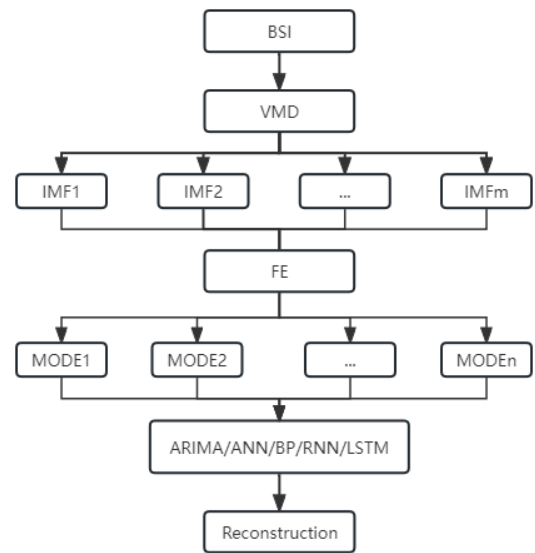 BSI
VMD
IMF1 IMF2 ... IMFm
FE
MODE1 MODE2 ... MODEn
ARIMA/ANN/BP/RNN/LSTM
Reconstruction